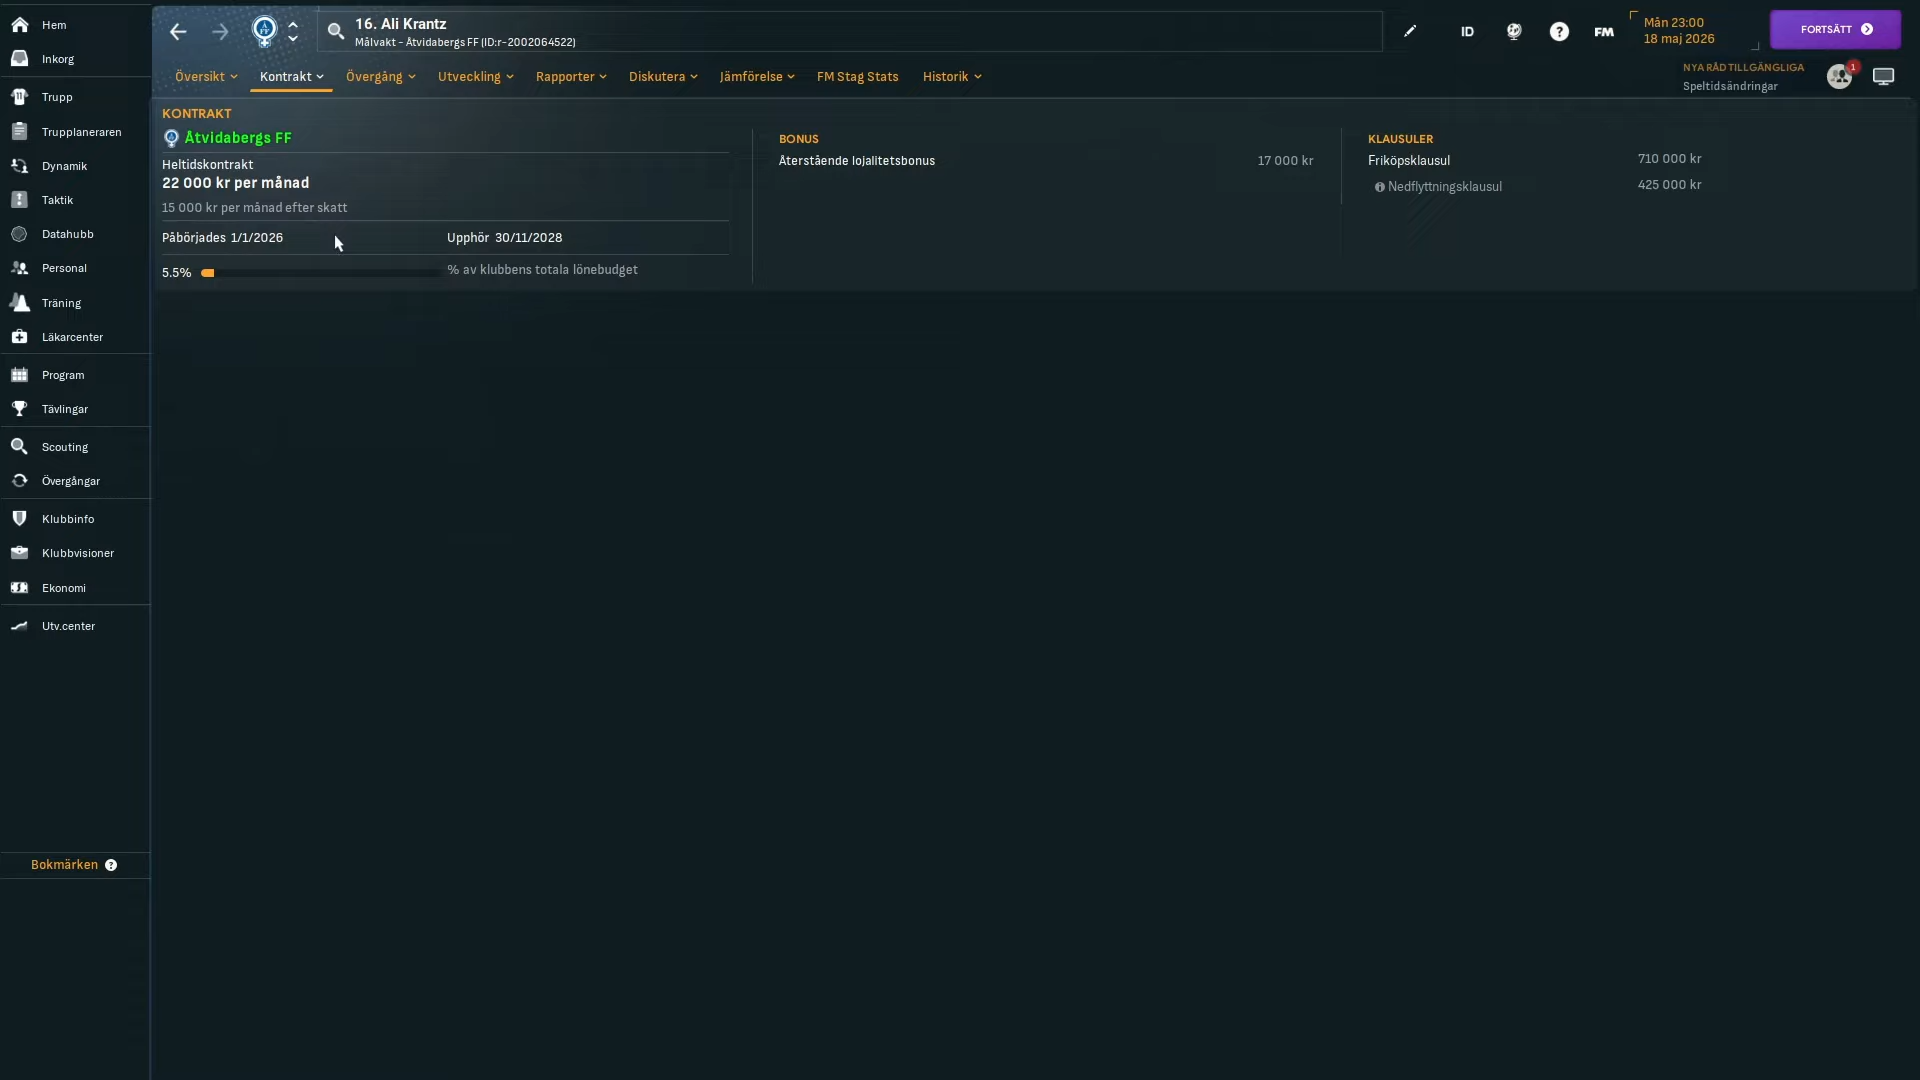 Hem
Inkorg
Trupp
Trupplaneraren
Dynamik
Taktik
Datahubb
Personal
Träning
Läkarcenter
Program
Tävlingar
Scouting
Övergångar
Klubbinfo
Klubbvisioner
Ekonomi
Utv.center
Bokmärken ?
16. Ali Krantz
Målvakt - Åtvidabergs FF (ID:r-2002064522)
ID
?
FM
Mån 23:00
18 maj 2026
FORTSÄTT
Översikt
Kontrakt
Övergång
Utveckling
Rapporter
Diskutera
Jämförelse
FM Stag Stats
Historik
NYA RÅD TILLGÄNGLIGA
Speltidsändringar
1
KONTRAKT
Åtvidabergs FF
Heltidskontrakt
22 000 kr per månad
15 000 kr per månad efter skatt
Påbörjades 1/1/2026
Upphör 30/11/2028
5.5%
% av klubbens totala lönebudget
BONUS
Återstående lojalitetsbonus 17 000 kr
KLAUSULER
Friköpsklausul 710 000 kr
Nedflyttningsklausul 425 000 kr